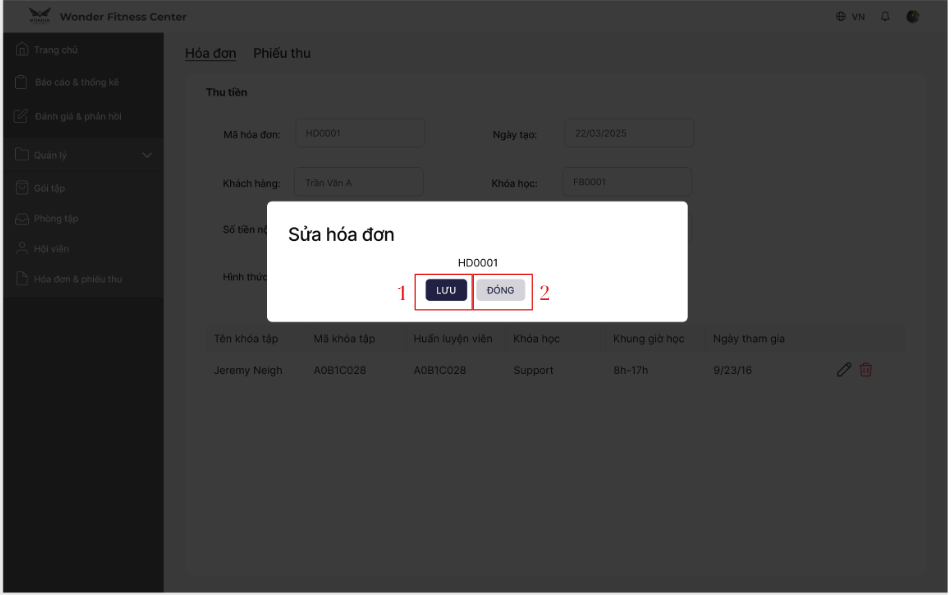 Wonder Fitness Center
VN
Trang chủ
Báo cáo & thống kê
Đánh giá & phản hồi
Quản lý
Gói tập
Phòng tập
Hội viên
Hóa đơn & phiếu thu
Hóa đơn Phiếu thu
Thu tiền
Mã hóa đơn: HD0001 Ngày tạo: 22/03/2025
Khách hàng: Trần Văn A Khóa học: FB0001
Số tiền
Hình thức
Sửa hóa đơn
HD0001
1 LƯU ĐÓNG 2
Tên khóa tập Mã khóa tập Huấn luyện viên Khóa học Khung giờ học Ngày tham gia
Jeremy Neigh A0B1C028 A0B1C028 Support 8h-17h 9/23/16